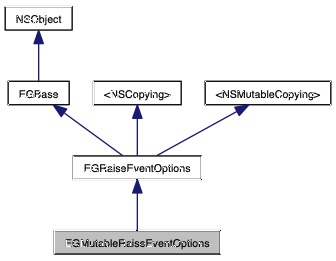 NSObject
FGBase
<NSCopying>
<NSMutableCopying>
FGRaiseEventOptions
FGMutableRaiseEventOptions